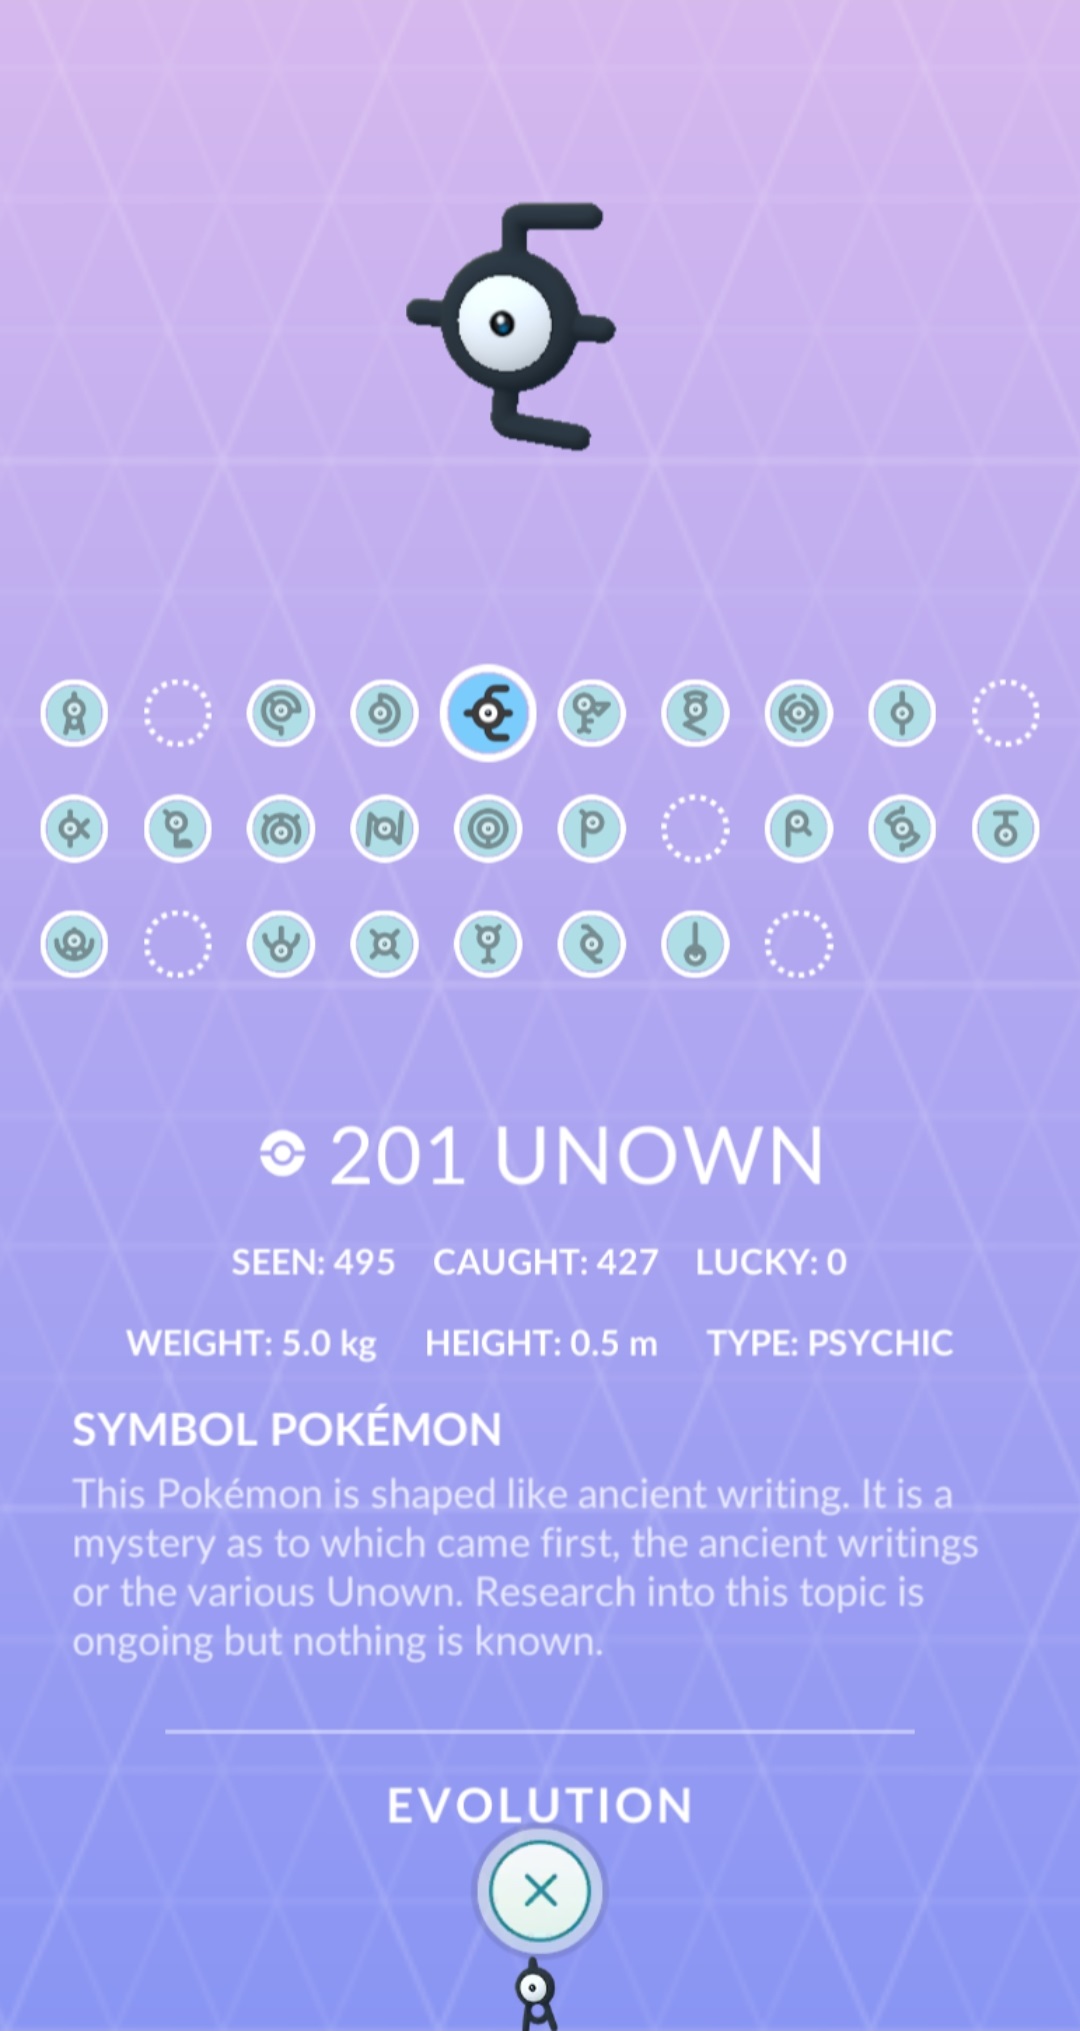 201 UNOWN
SEEN: 495 CAUGHT: 427 LUCKY: 0
WEIGHT: 5.0 kg HEIGHT: 0.5 m TYPE: PSYCHIC
SYMBOL POKÉMON
This Pokémon is shaped like ancient writing. It is a
mystery as to which came first, the ancient writings
or the various Unown. Research into this topic is
ongoing but nothing is known.
EVOLUTION